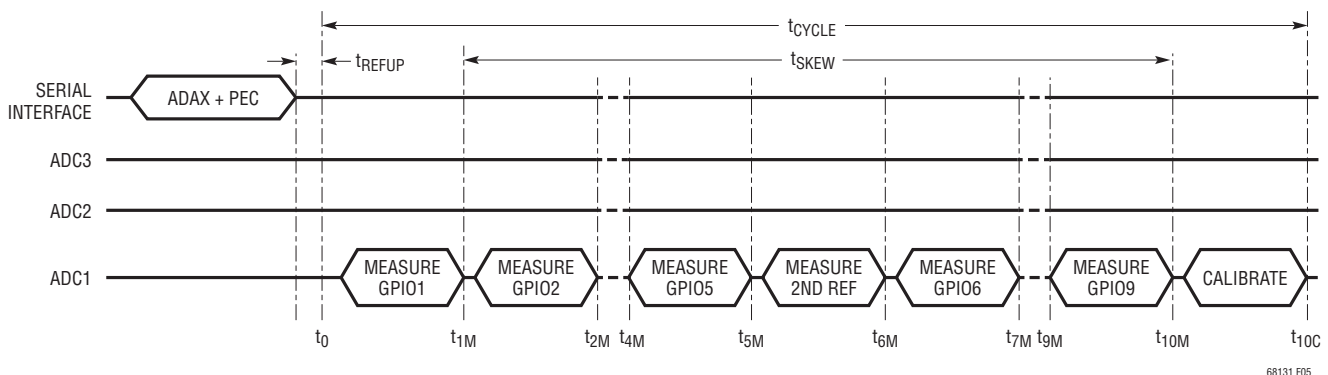 tCYCLE
tREFUP
tSKEW
SERIAL
INTERFACE
ADAX + PEC
ADC3
ADC2
ADC1
MEASURE
GPIO1
MEASURE
GPIO2
MEASURE
GPIO5
MEASURE
2ND REF
MEASURE
GPIO6
MEASURE
GPIO9
CALIBRATE
t0
t1M
t2M
t4M
t5M
t6M
t7M
t9M
t10M
t10C
68131 F05